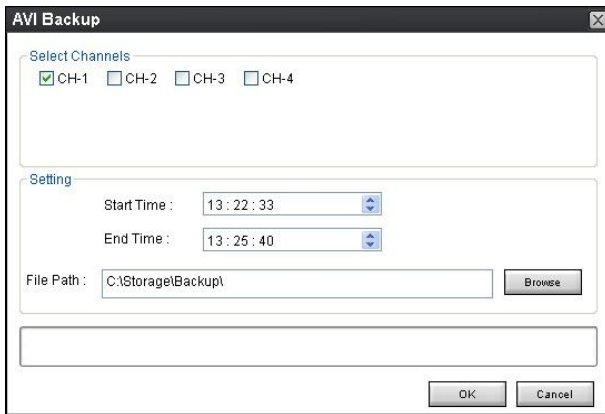 AVI Backup
Select Channels
CH-1 CH-2 CH-3 CH-4
Setting
Start Time : 13 : 22 : 33
End Time : 13 : 25 : 40
File Path : C:\Storage\Backup\ Browse
OK Cancel